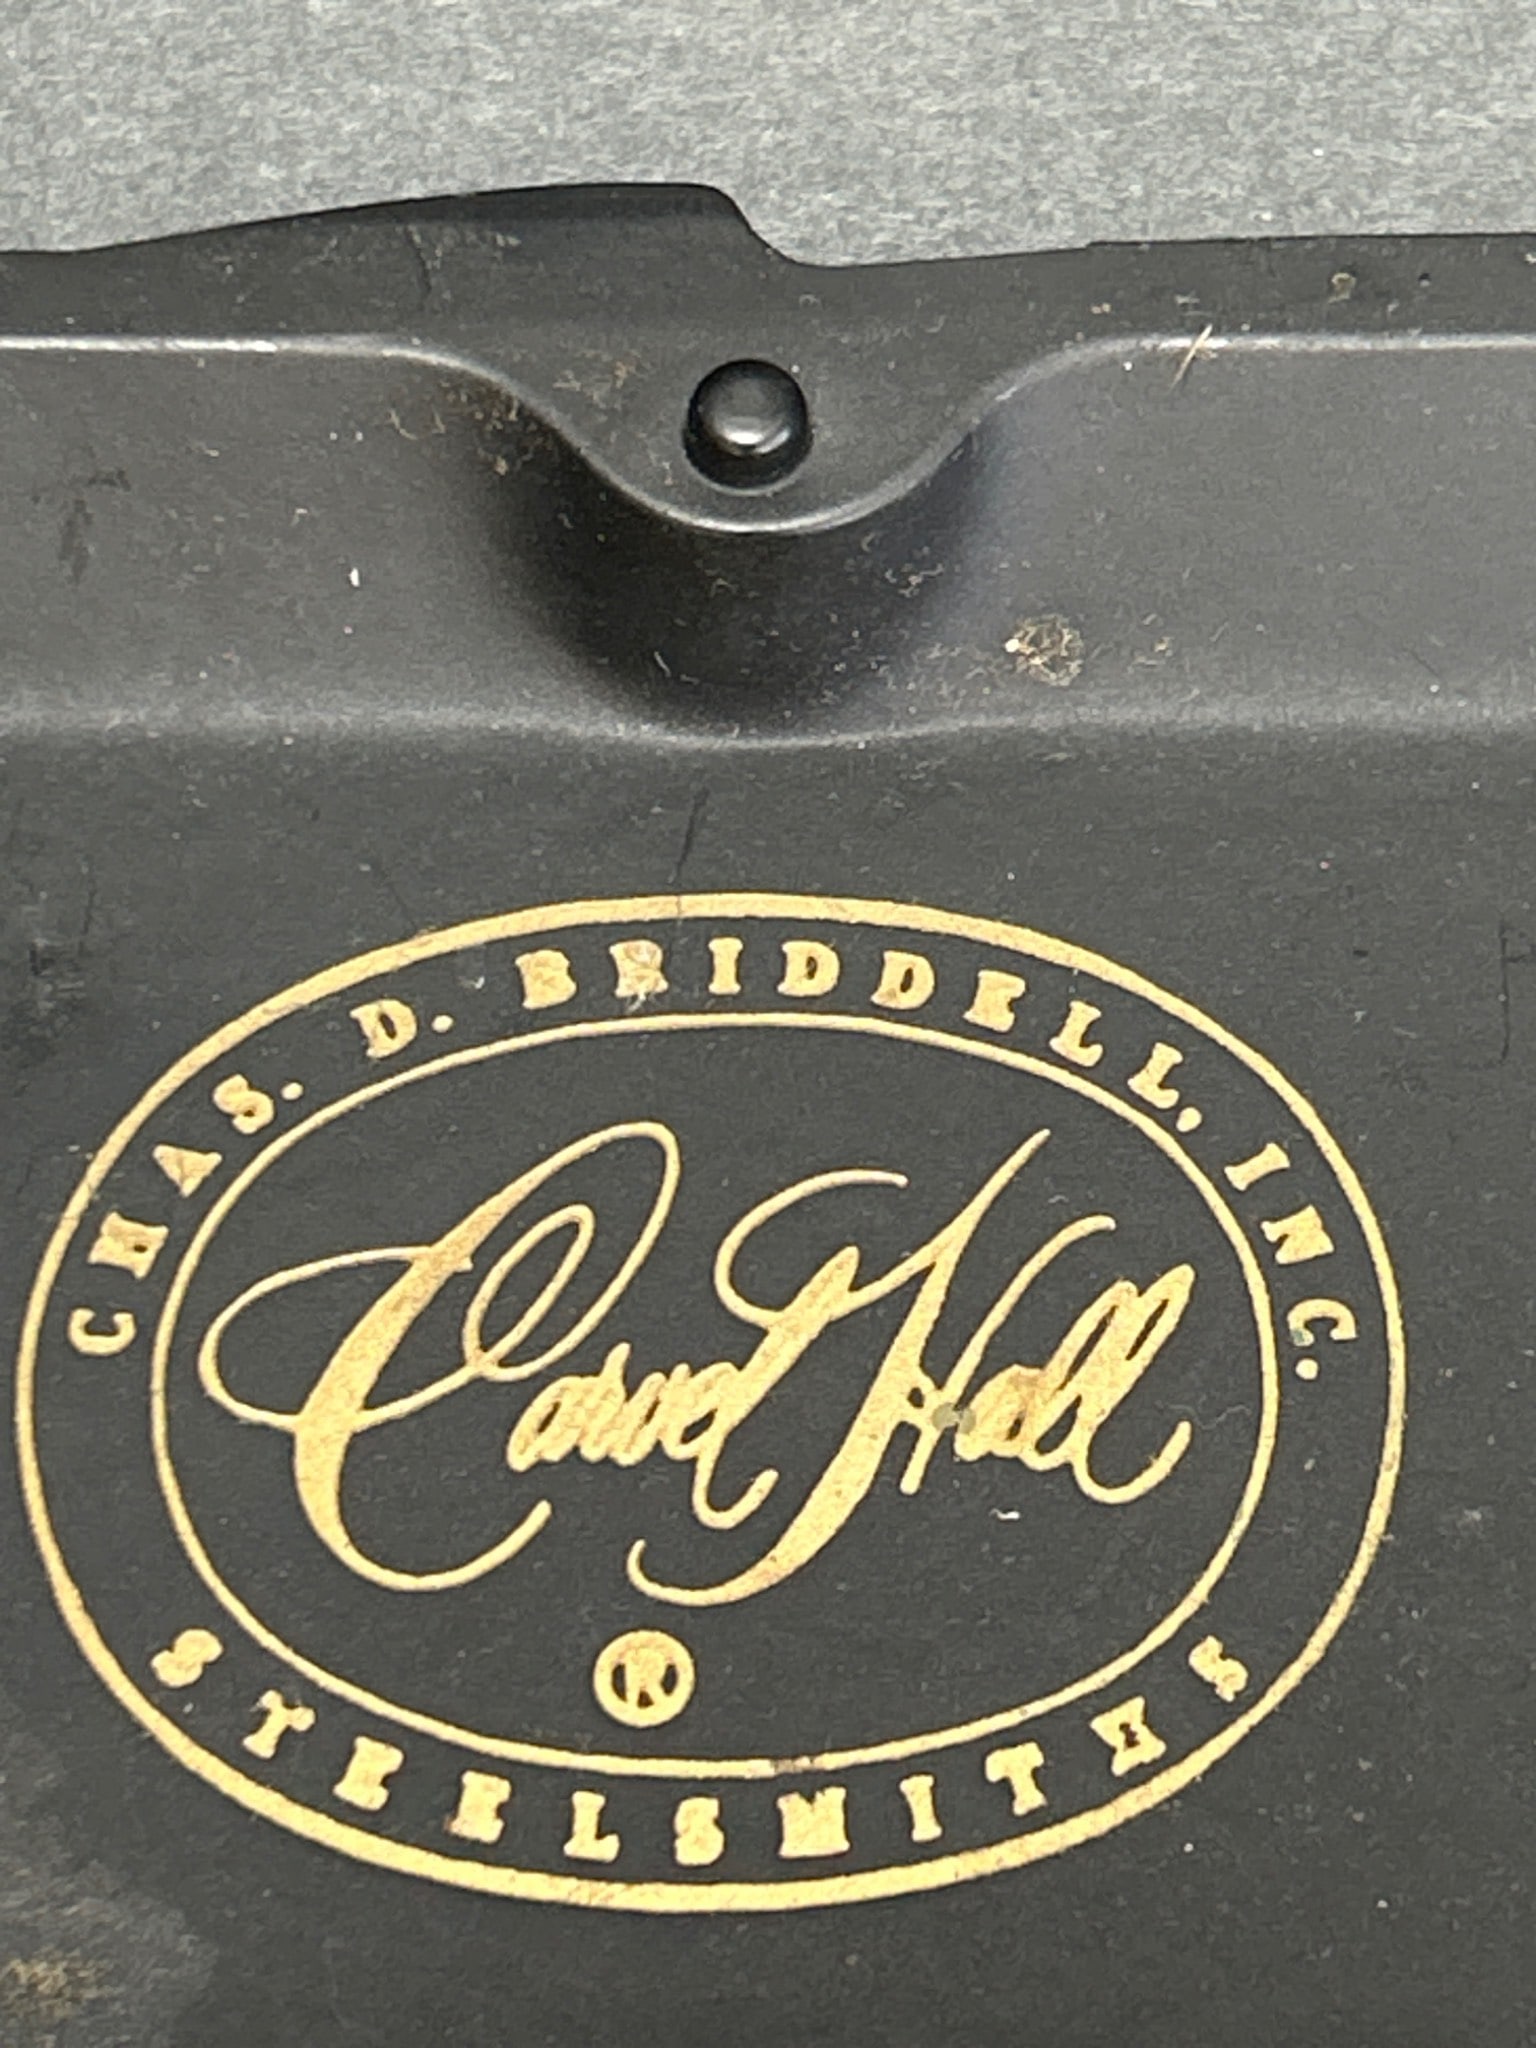 CHAS. D. BRIDDELL, INC.
Carvel Hall
®
STEELSMITHS